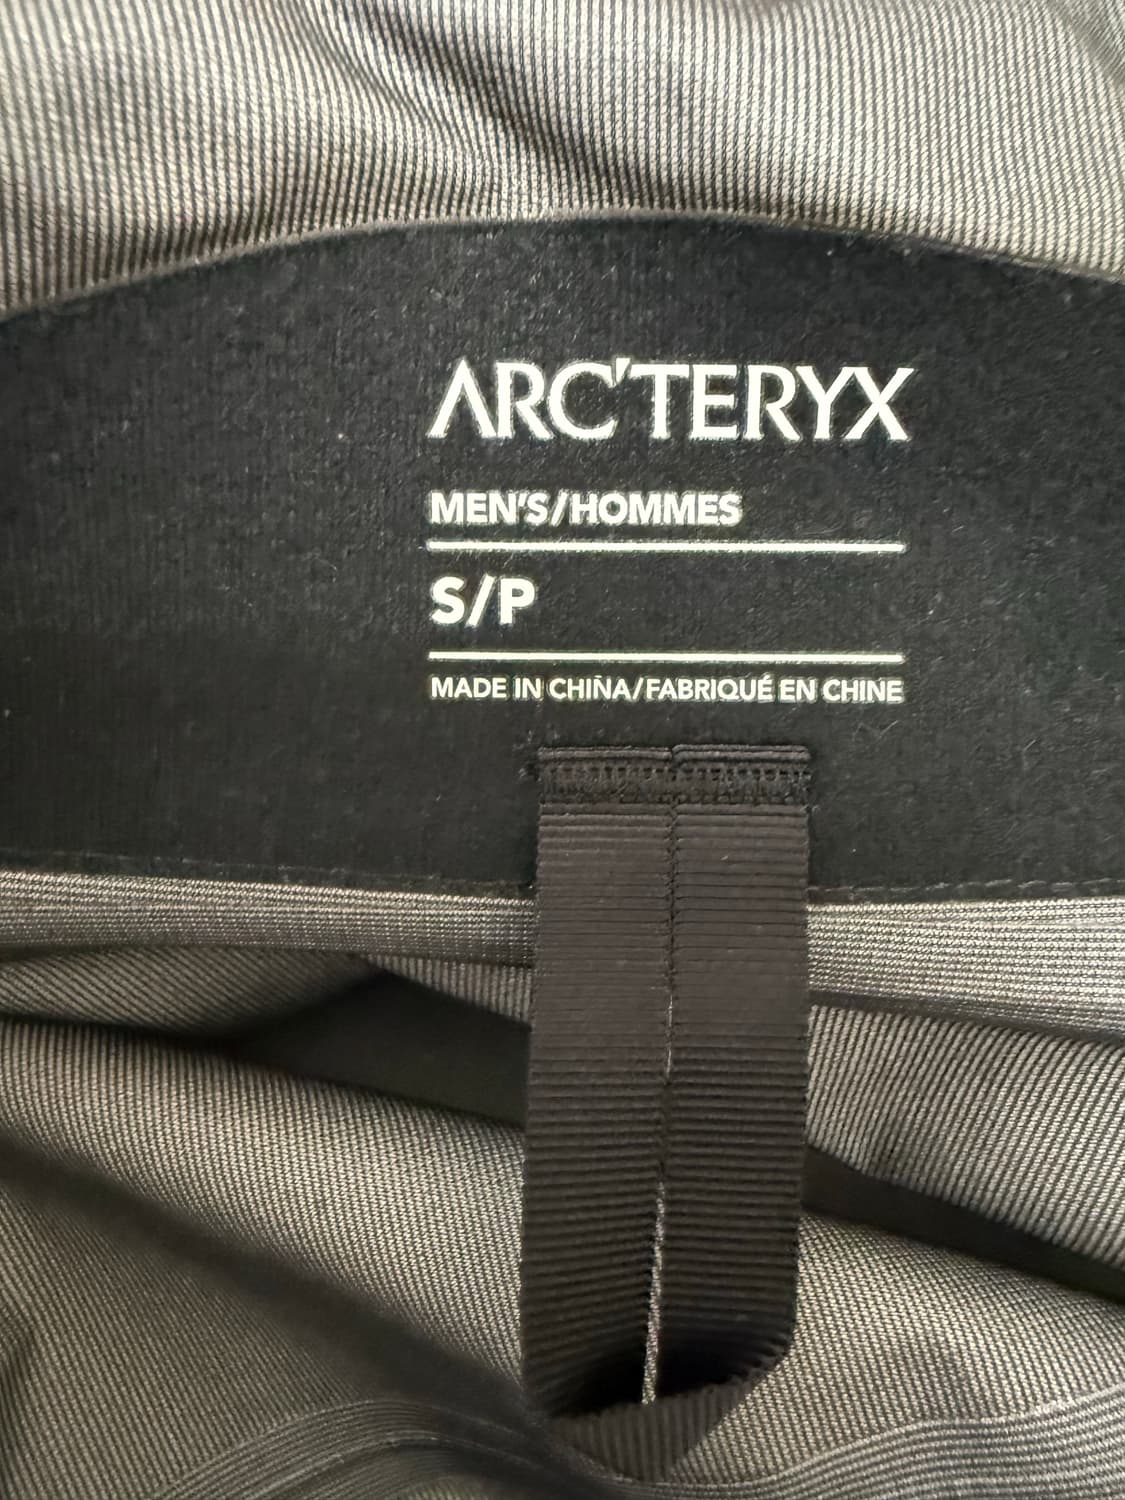 ARC'TERYX
MEN'S/HOMMES
S/P
MADE IN CHINA/FABRIQUÉ EN CHINE